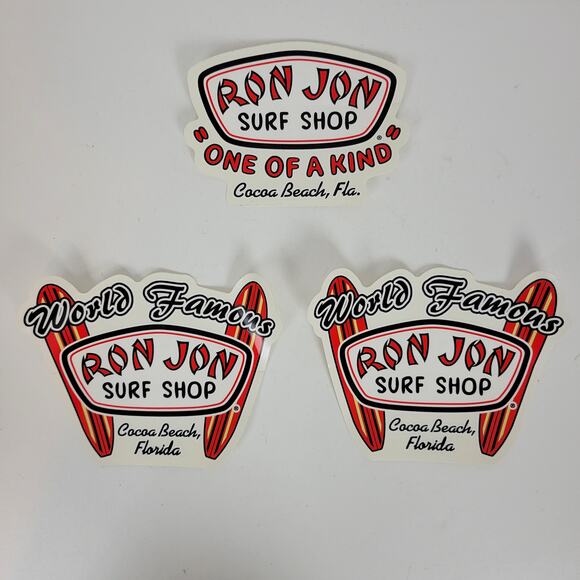 RON JON
SURF SHOP
®
"ONE OF A KIND"
Cocoa Beach, Fla.
World Famous
RON JON
SURF SHOP
®
Cocoa Beach,
Florida
World Famous
RON JON
SURF SHOP
®
Cocoa Beach,
Florida